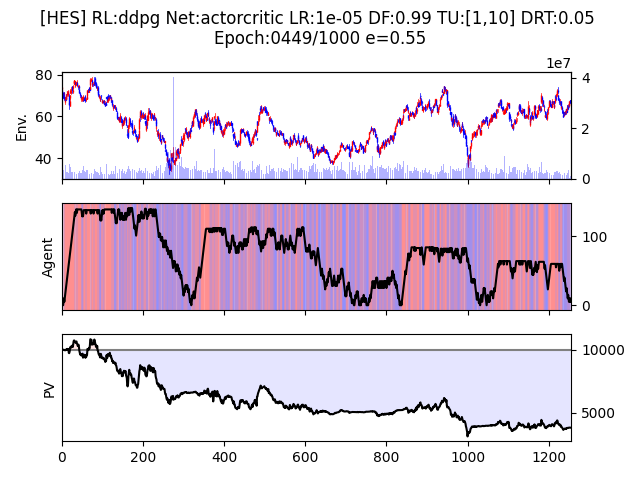 [HES] RL:ddpg Net:actorcritic LR:1e-05 DF:0.99 TU:[1,10] DRT:0.05
Epoch:0449/1000 e=0.55
1e7
80
60
40
Env.
4
2
0
Agent
100
0
PV
10000
5000
0 200 400 600 800 1000 1200